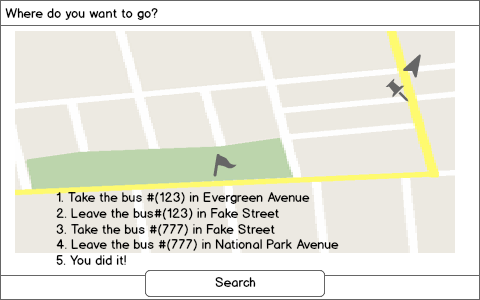 Where do you want to go?
1. Take the bus #(123) in Evergreen Avenue
2. Leave the bus#(123) in Fake Street
3. Take the bus #(777) in Fake Street
4. Leave the bus #(777) in National Park Avenue
5. You did it!
Search